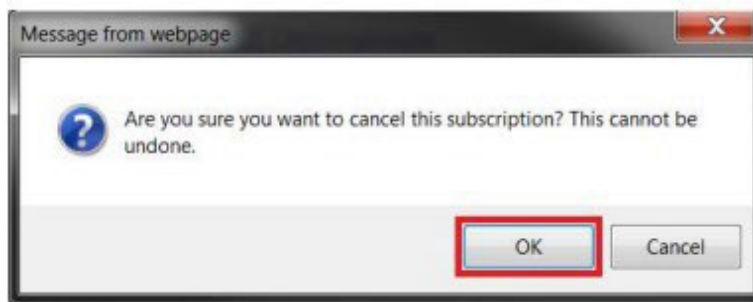 Message from webpage
Are you sure you want to cancel this subscription? This cannot be
undone.
OK
Cancel